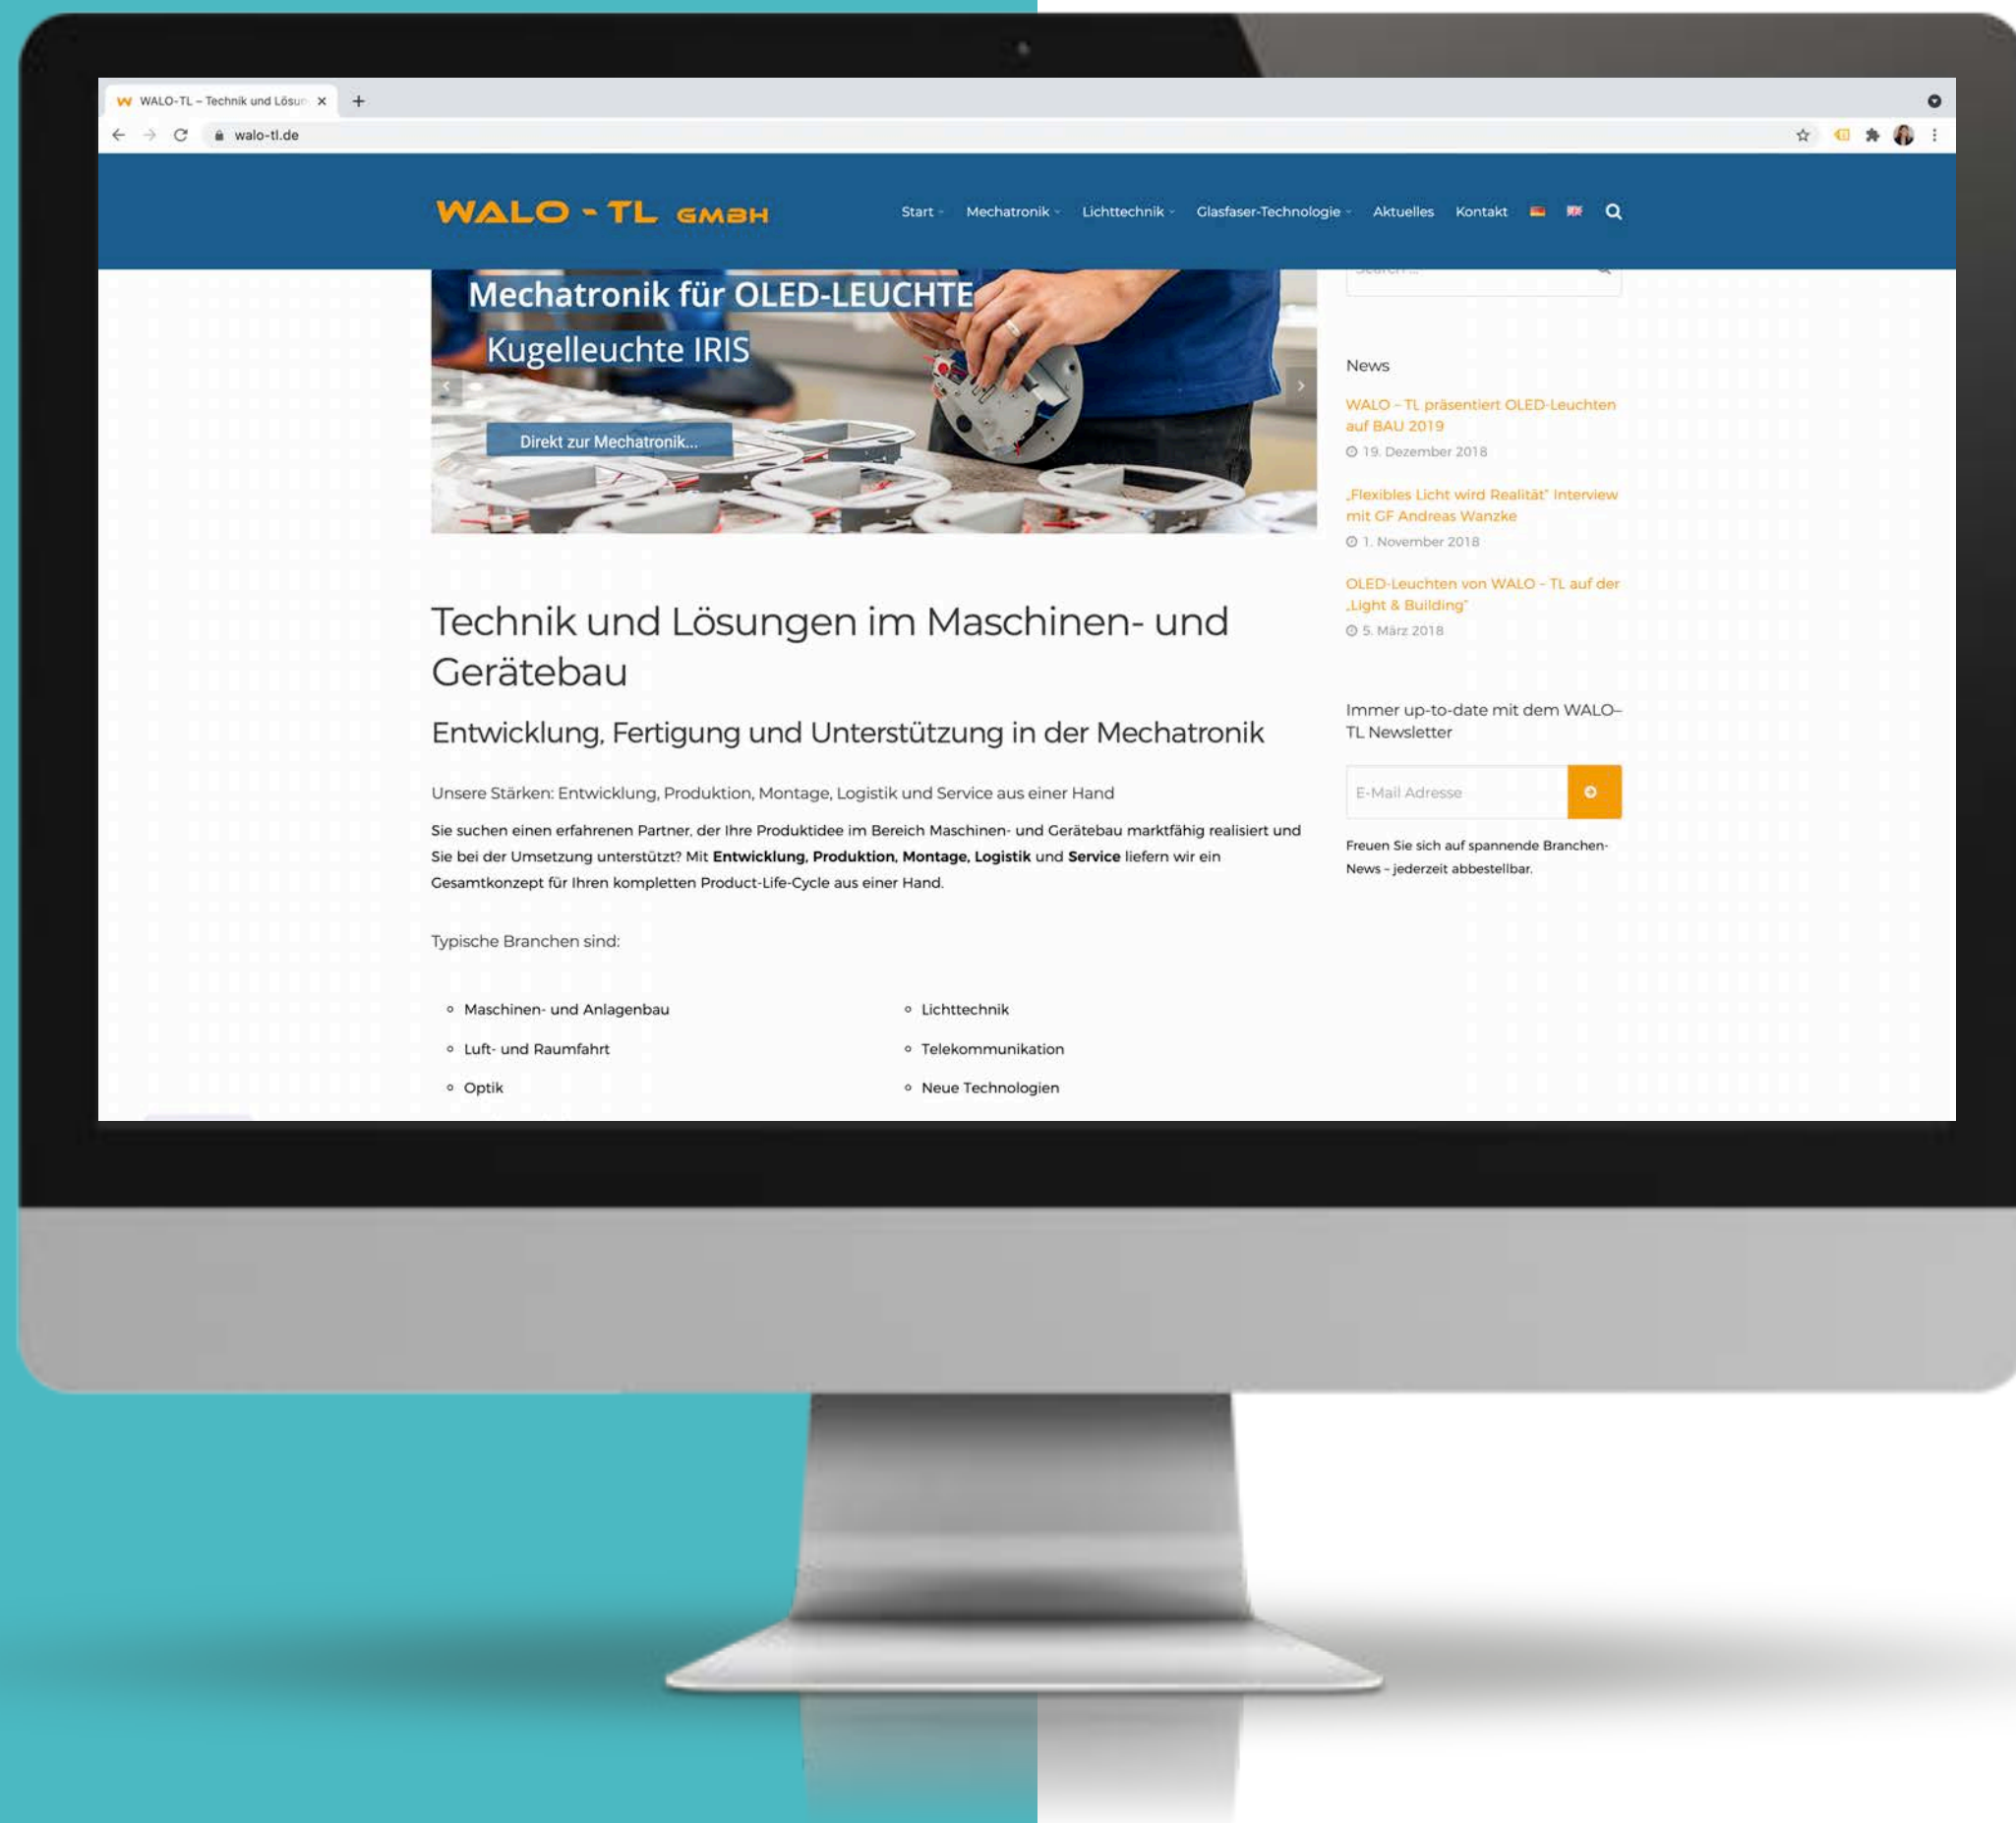 WALO-TL – Technik und Lösun
walo-tl.de
WALO - TL GMBH
Start
Mechatronik
Lichttechnik
Glasfaser-Technologie
Aktuelles
Kontakt
Mechatronik für OLED-LEUCHTE
Kugelleuchte IRIS
Direkt zur Mechatronik...
Technik und Lösungen im Maschinen- und
Gerätebau
Entwicklung, Fertigung und Unterstützung in der Mechatronik
Unsere Stärken: Entwicklung, Produktion, Montage, Logistik und Service aus einer Hand
Sie suchen einen erfahrenen Partner, der Ihre Produktidee im Bereich Maschinen- und Gerätebau marktfähig realisiert und
Sie bei der Umsetzung unterstützt? Mit Entwicklung, Produktion, Montage, Logistik und Service liefern wir ein
Gesamtkonzept für Ihren kompletten Product-Life-Cycle aus einer Hand.
Typische Branchen sind:
Maschinen- und Anlagenbau
Luft- und Raumfahrt
Optik
Lichttechnik
Telekommunikation
Neue Technologien
Search ...
News
WALO – TL präsentiert OLED-Leuchten
auf BAU 2019
19. Dezember 2018
„Flexibles Licht wird Realität“ Interview
mit GF Andreas Wanzke
1. November 2018
OLED-Leuchten von WALO – TL auf der
„Light & Building“
5. März 2018
Immer up-to-date mit dem WALO–
TL Newsletter
E-Mail Adresse
Freuen Sie sich auf spannende Branchen-
News – jederzeit abbestellbar.